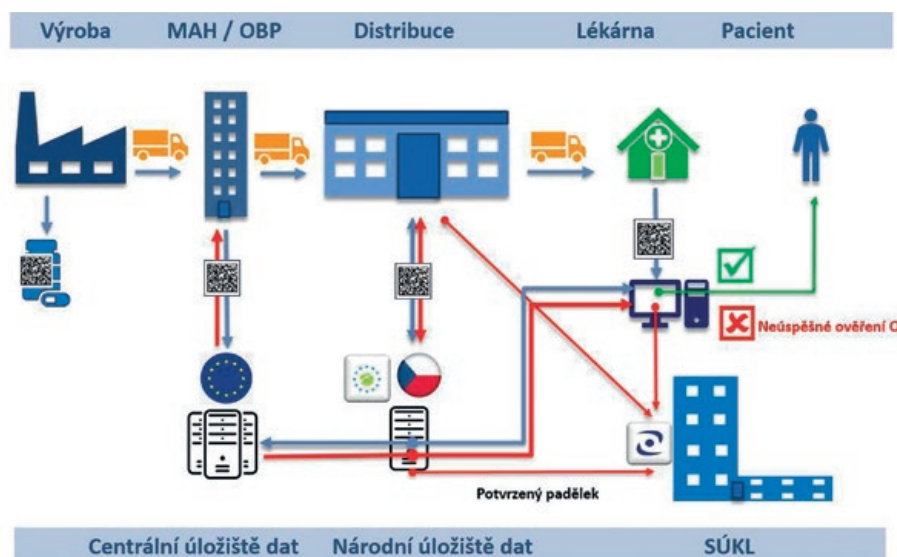 Výroba MAH / OBP Distribuce Lékárna Pacient
Neúspěšné ověření O
Potvrzený padělek
Centrální úložiště dat Národní úložiště dat SÚKL